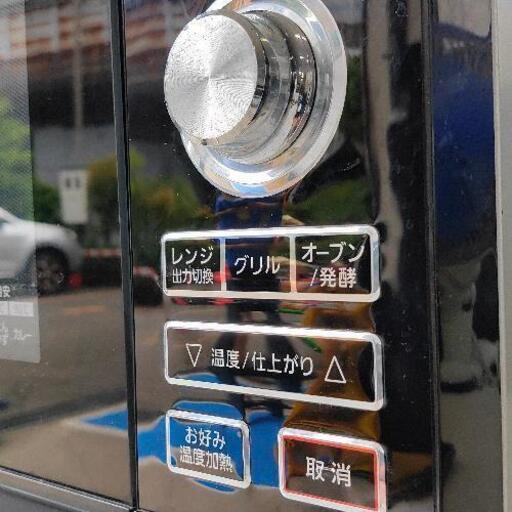 レンジ
出力切換
グリル
オーブン
/発酵
▽ 温度/仕上がり △
お好み
温度加熱
取消